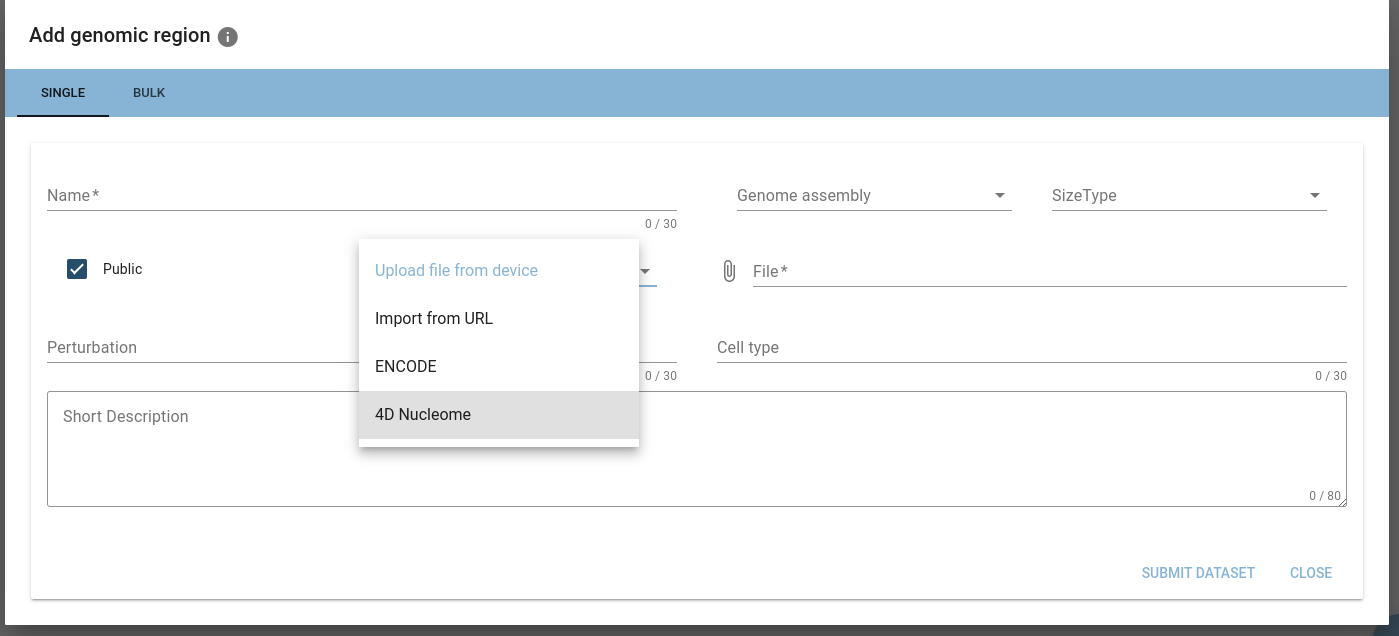 Add genomic region
SINGLE BULK
Name * Genome assembly SizeType
0 / 30
Public Upload file from device File *
Import from URL
Perturbation Cell type
ENCODE 0 / 30 0 / 30
4D Nucleome
Short Description
0 / 80
SUBMIT DATASET CLOSE